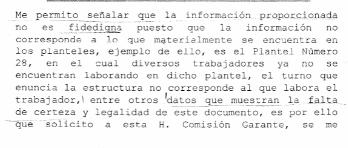 Me permito señalar que la información proporcionada
no es fidedigna puesto que la información no
corresponde a lo que materialmente se encuentra en
los planteles, ejemplo de ello, es el Plantel Número
28, en el cual diversos trabajadores ya no se
encuentran laborando en dicho plantel, el turno que
enuncia la estructura no corresponde al que labora el
trabajador, entre otros datos que muestran la falta
de certeza y legalidad de este documento, es por ello
que solicito a esta H. Comisión Garante, se me